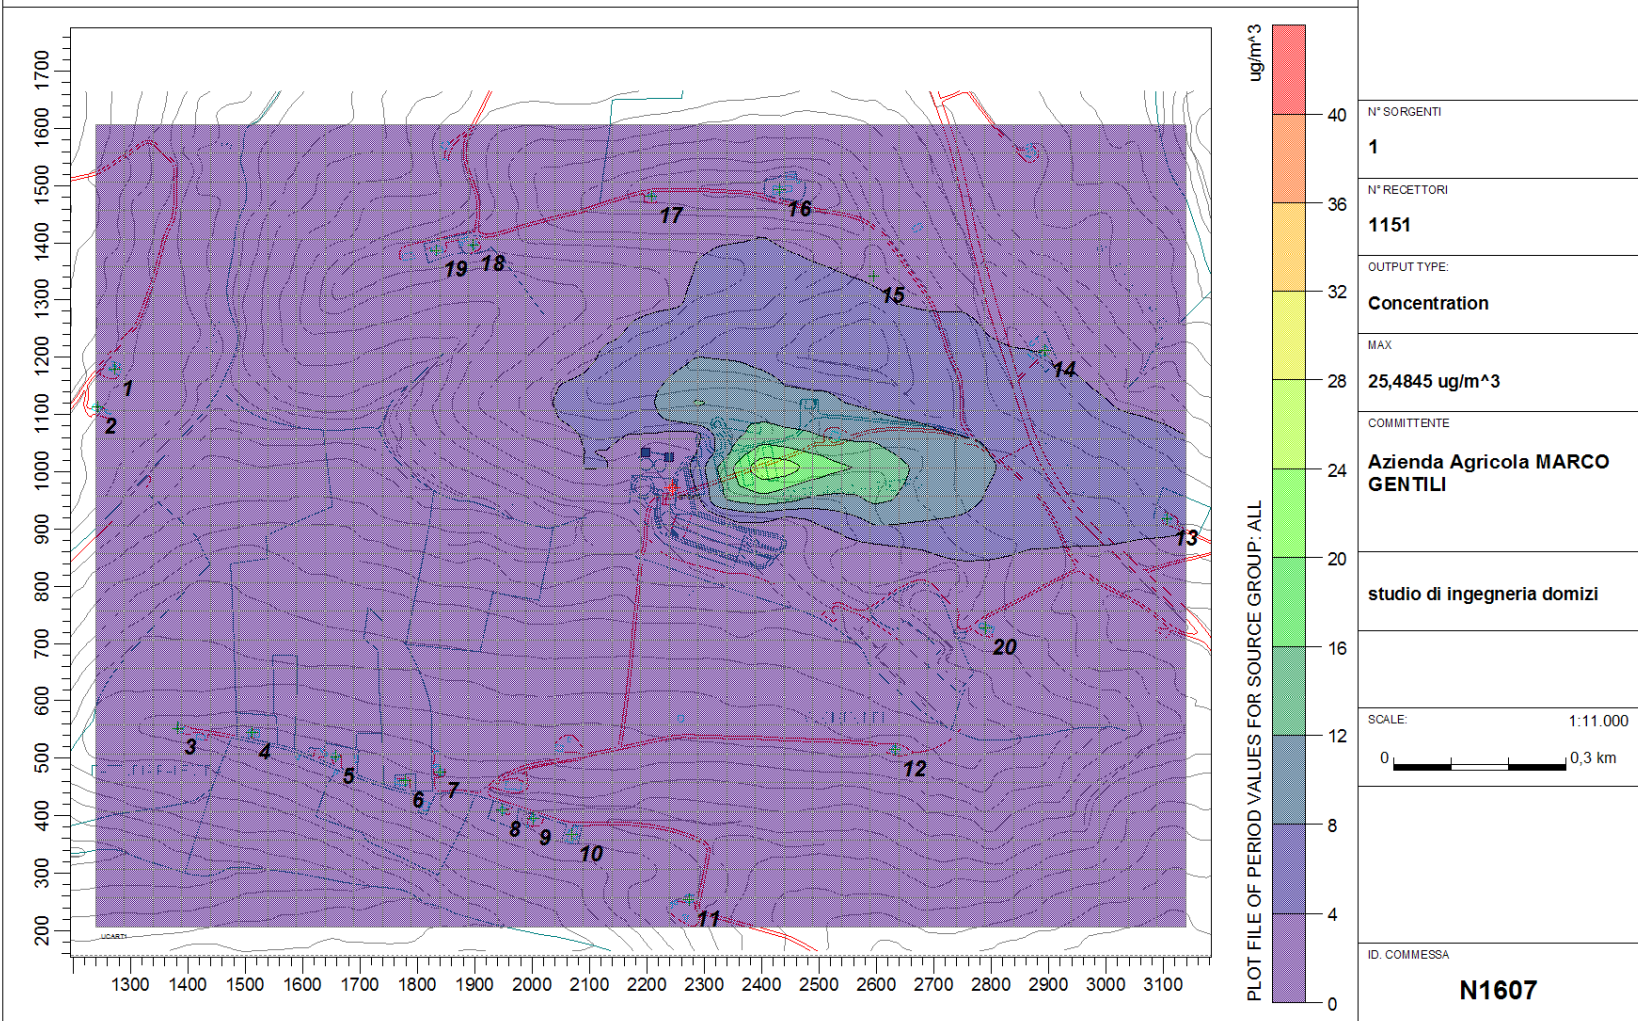 1700
1600
1500
1400
1300
1200
1100
1000
900
800
700
600
500
400
300
200
1300 1400 1500 1600 1700 1800 1900 2000 2100 2200 2300 2400 2500 2600 2700 2800 2900 3000 3100
1
2
3
4
5
6
7
8
9
10
11
12
13
14
15
16
17
18
19
20
UCART1
PLOT FILE OF PERIOD VALUES FOR SOURCE GROUP: ALL
ug/m^3
40
36
32
28
24
20
16
12
8
4
0
N° SORGENTI
1
N° RECETTORI
1151
OUTPUT TYPE:
Concentration
MAX
25,4845 ug/m^3
COMMITTENTE
Azienda Agricola MARCO
GENTILI
studio di ingegneria domizi
SCALE:
1:11.000
0
0,3 km
ID. COMMESSA
N1607